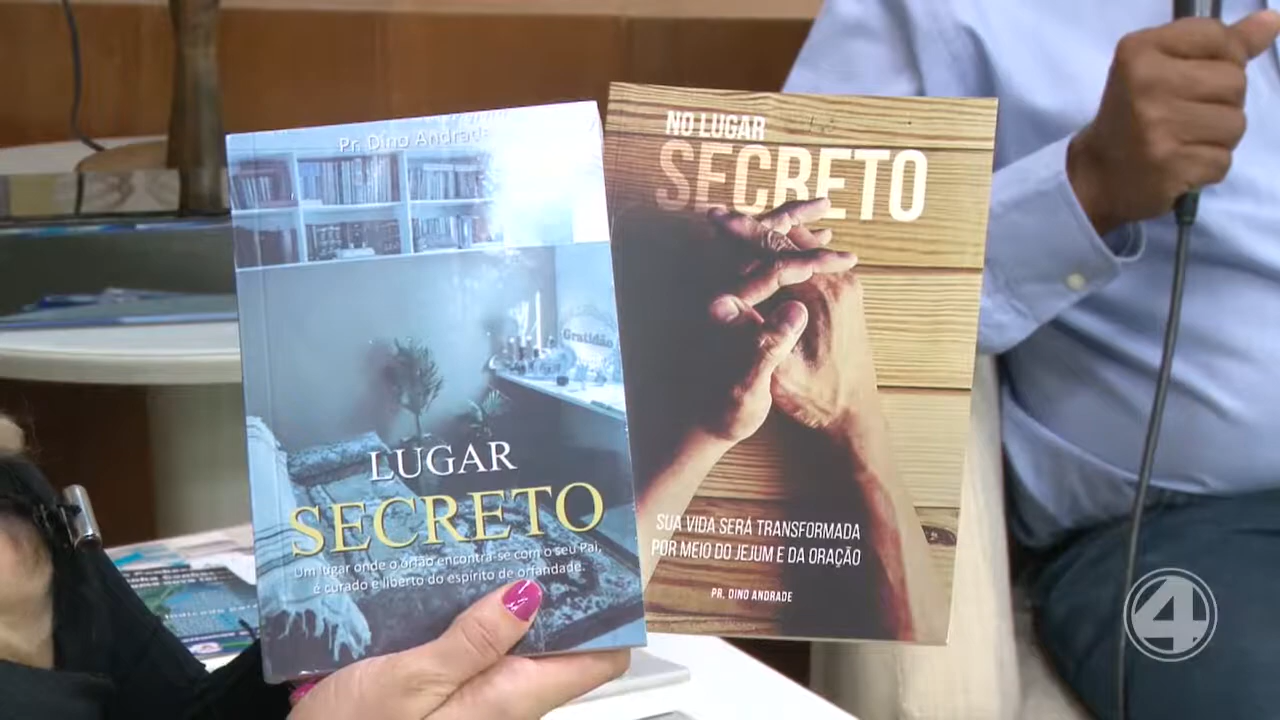 Pr. Dino Andrade
Gratidão
LUGAR
SECRETO
Um lugar onde o órfão encontra-se com o seu Pai,
é curado e liberto do espírito de orfandade.
NO LUGAR
SECRETO
SUA VIDA SERÁ TRANSFORMADA
POR MEIO DO JEJUM E DA ORAÇÃO
PR. DINO ANDRADE
4